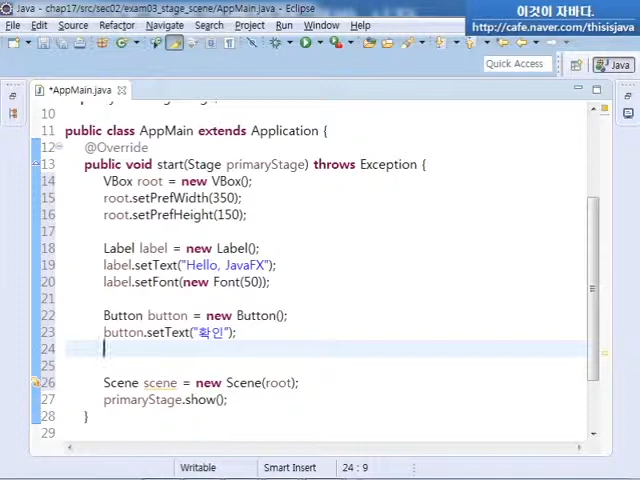 Java - chap17/src/sec02/exam03_stage_scene/AppMain.java - Eclipse
이것이 자바다.
http://cafe.naver.com/thisisjava
File Edit Source Refactor Navigate Search Project Run Window Help
Quick Access
Java
*AppMain.java
10
11 public class AppMain extends Application {
12 @Override
13 public void start(Stage primaryStage) throws Exception {
14 VBox root = new VBox();
15 root.setPrefWidth(350);
16 root.setPrefHeight(150);
17
18 Label label = new Label();
19 label.setText("Hello, JavaFX");
20 label.setFont(new Font(50));
21
22 Button button = new Button();
23 button.setText("확인");
24
25
26 Scene scene = new Scene(root);
27 primaryStage.show();
28 }
29
Writable Smart Insert 24 : 9